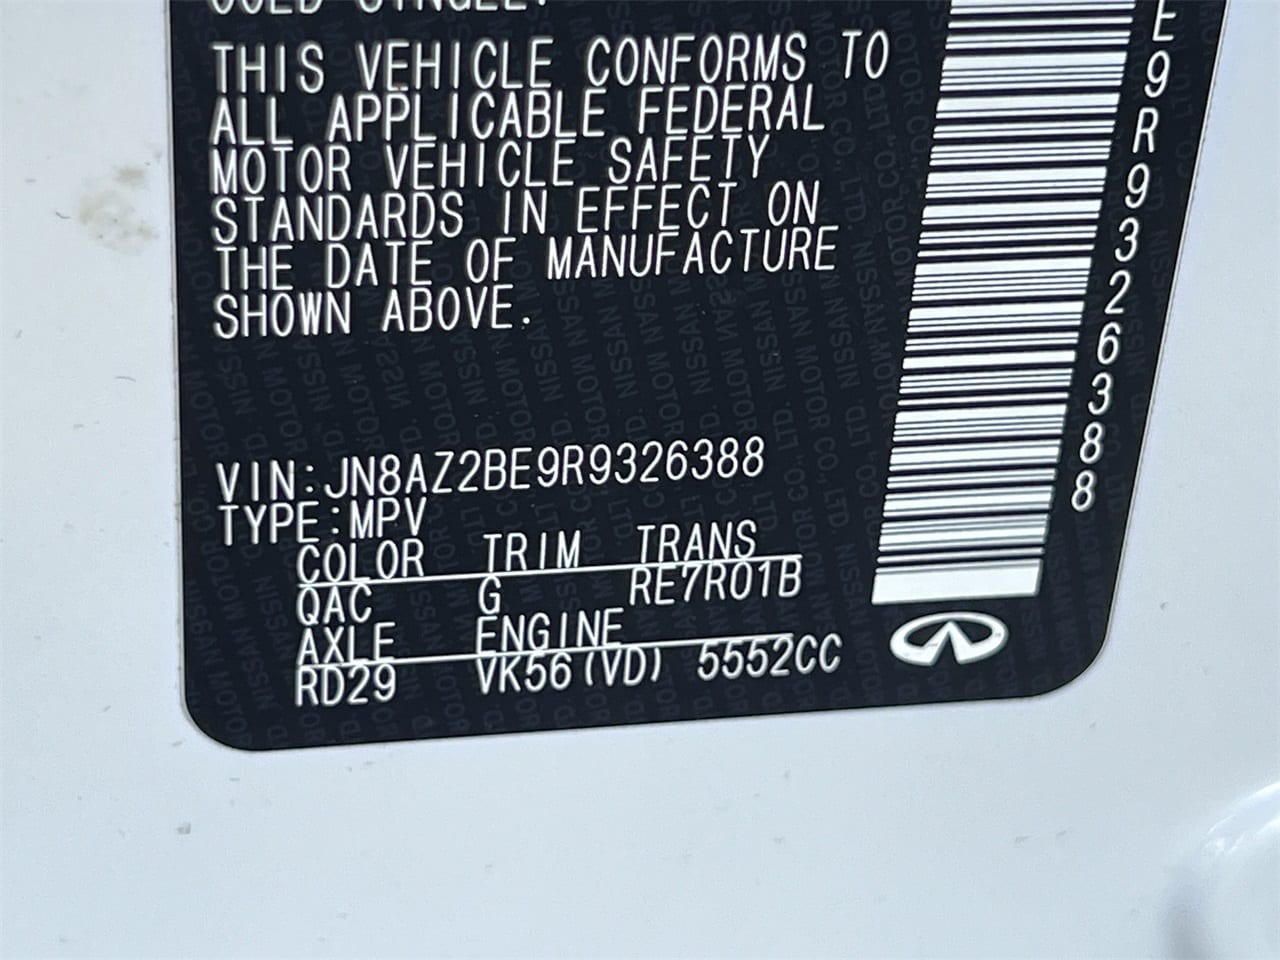 THIS VEHICLE CONFORMS TO
ALL APPLICABLE FEDERAL
MOTOR VEHICLE SAFETY
STANDARDS IN EFFECT ON
THE DATE OF MANUFACTURE
SHOWN ABOVE.
VIN:JN8AZ2BE9R9326388
TYPE:MPV
COLOR TRIM TRANS
QAC G RE7R01B
AXLE ENGINE
RD29 VK56(VD) 5552CC
E9R9326388